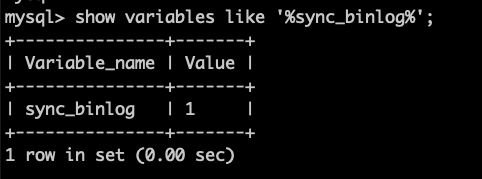 mysql> show variables like '%sync_binlog%';
+---------------+-------+
| Variable_name | Value |
+---------------+-------+
| sync_binlog   | 1     |
+---------------+-------+
1 row in set (0.00 sec)